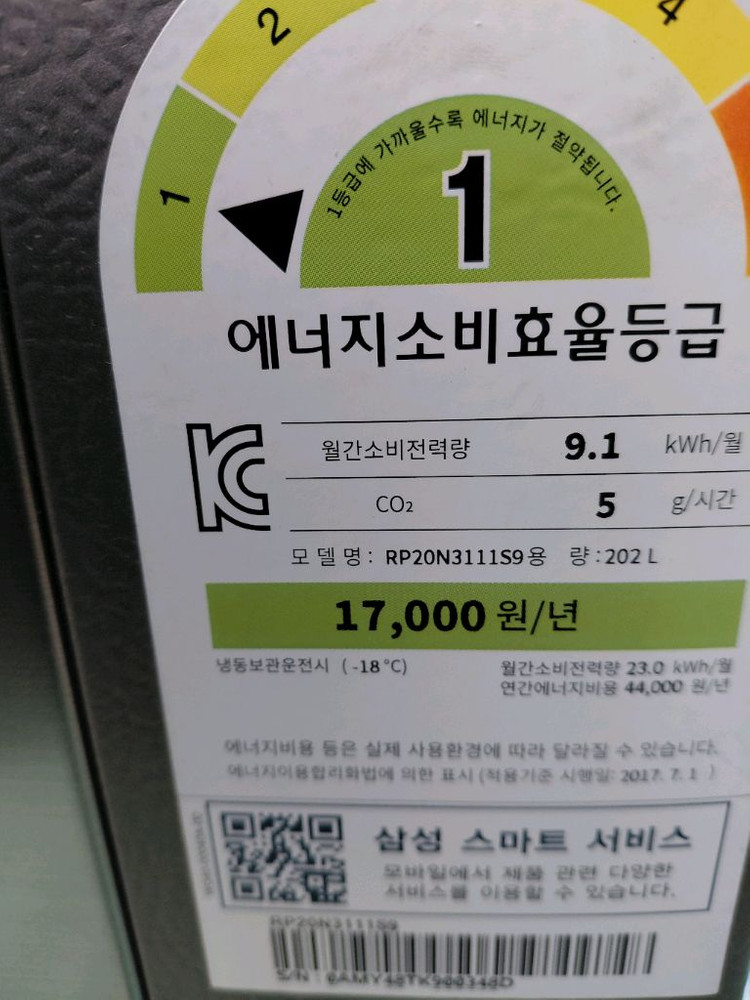 2
4
1
1등급에 가까울수록 에너지가 절약됩니다.
1
에너지소비효율등급
월간소비전력량 9.1 kWh/월
CO₂ 5 g/시간
모델명: RP20N3111S9 용 량:202 L
17,000 원/년
냉동보관운전시 (-18℃) 월간소비전력량 23.0 kWh/월
연간에너지비용 44,000 원/년
에너지비용 등은 실제 사용환경에 따라 달라질 수 있습니다.
에너지이용합리화법에 의한 표시 (적용기준 시행일: 2017. 7. 1 )
삼성 스마트 서비스
모바일에서 제품 관련 다양한
서비스를 이용할 수 있습니다.
RP20N3111S9
S/N :